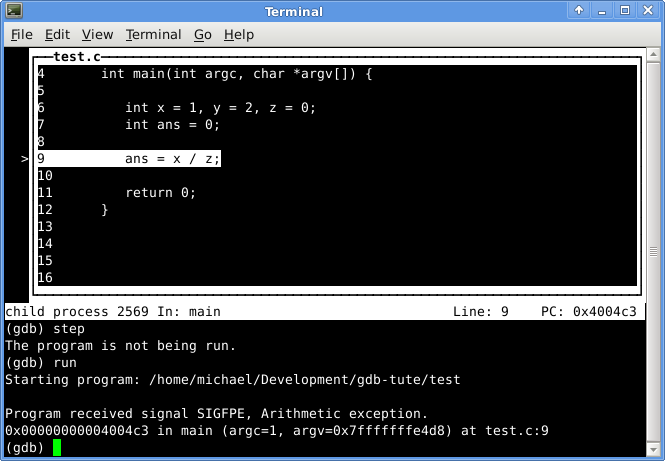 Terminal
File Edit View Terminal Go Help
test.c
4 int main(int argc, char *argv[]) {
5
6 int x = 1, y = 2, z = 0;
7 int ans = 0;
8
> 9 ans = x / z;
10
11 return 0;
12 }
13
14
15
16
child process 2569 In: main Line: 9 PC: 0x4004c3
(gdb) step
The program is not being run.
(gdb) run
Starting program: /home/michael/Development/gdb-tute/test
Program received signal SIGFPE, Arithmetic exception.
0x00000000004004c3 in main (argc=1, argv=0x7fffffffe4d8) at test.c:9
(gdb)